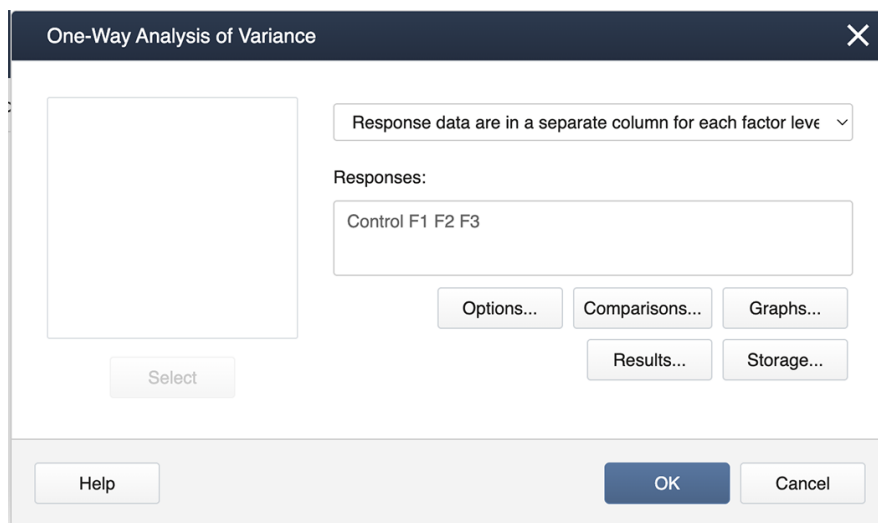 One-Way Analysis of Variance
Response data are in a separate column for each factor leve
Responses:
Control F1 F2 F3
Options...
Comparisons...
Graphs...
Results...
Storage...
Select
Help
OK
Cancel